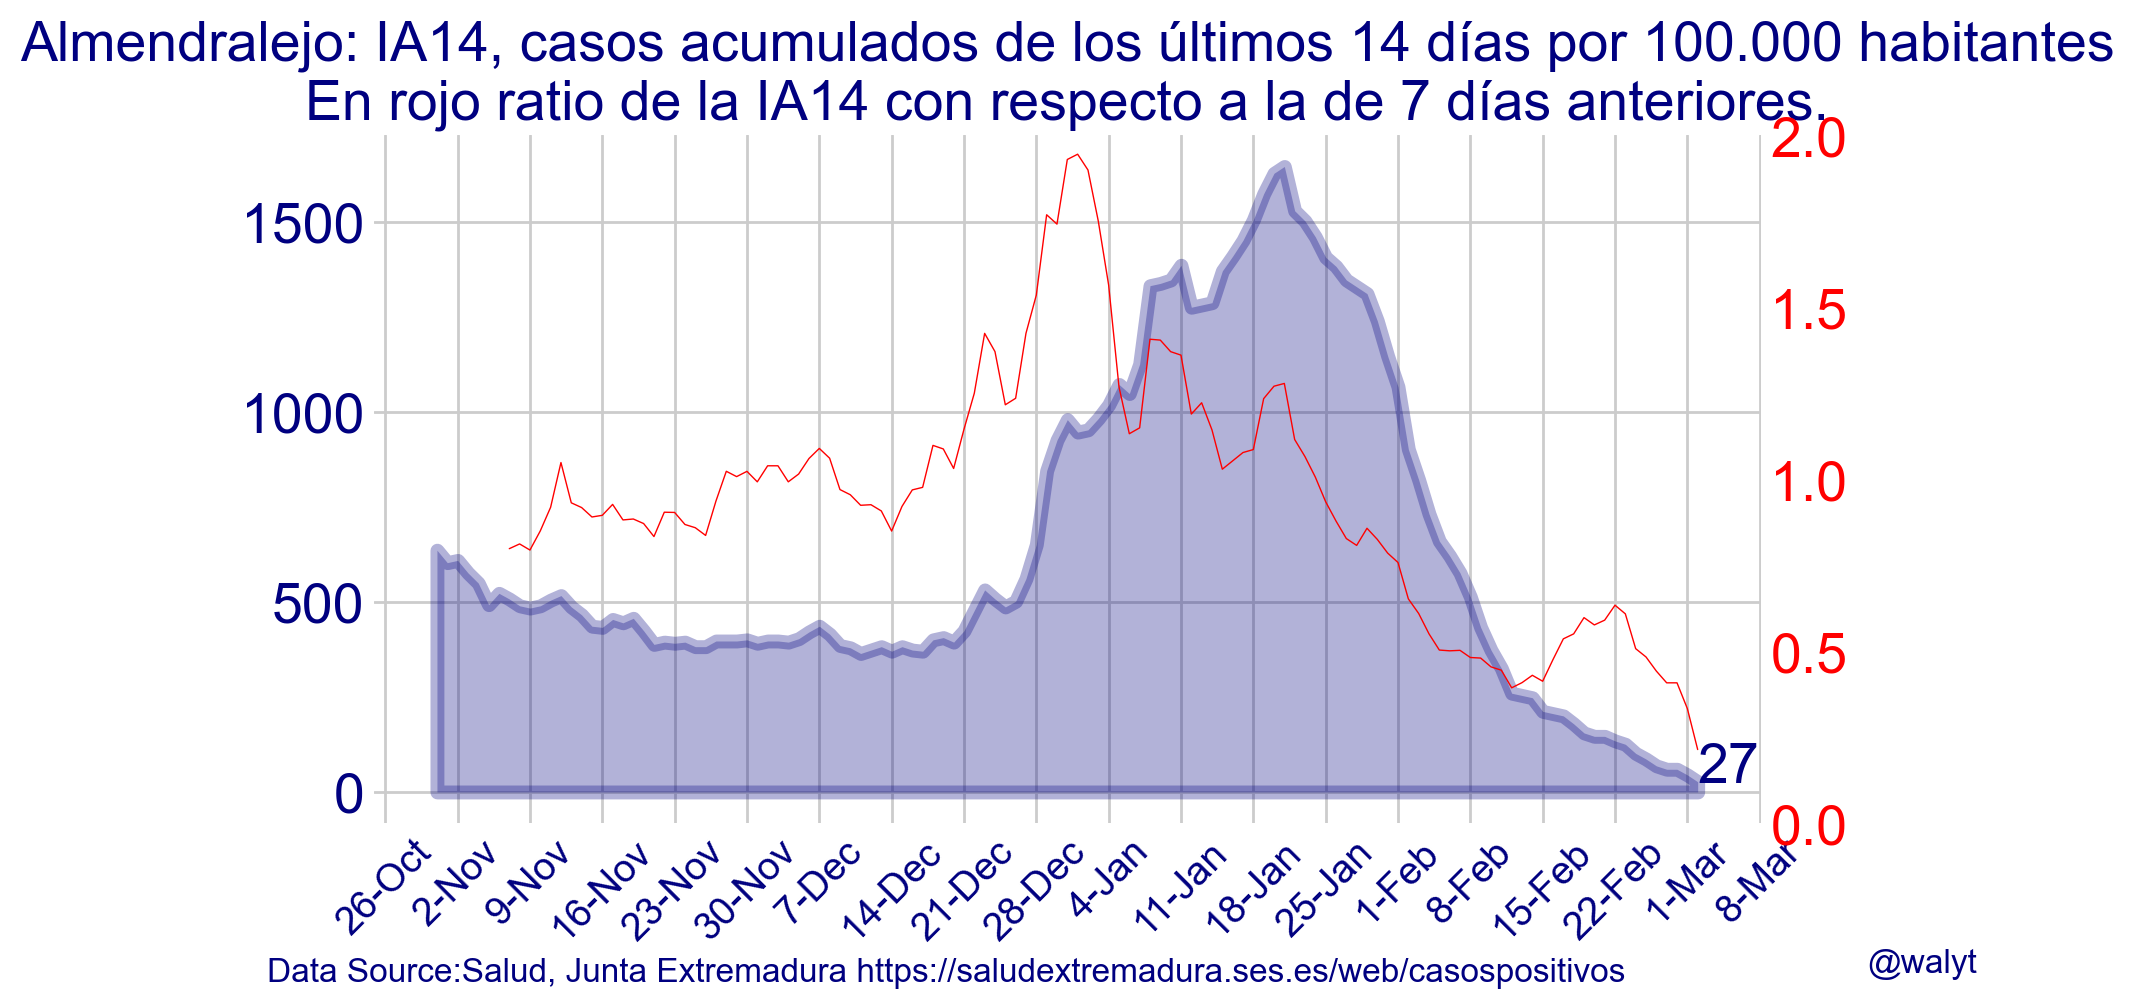 Almendralejo: IA14, casos acumulados de los últimos 14 días por 100.000 habitantes
En rojo ratio de la IA14 con respecto a la de 7 días anteriores.
2.0
1500
1.5
1000
1.0
500
0.5
27
0
0.0
26-Oct
2-Nov
9-Nov
16-Nov
23-Nov
30-Nov
7-Dec
14-Dec
21-Dec
28-Dec
4-Jan
11-Jan
18-Jan
25-Jan
1-Feb
8-Feb
15-Feb
22-Feb
1-Mar
8-Mar
Data Source:Salud, Junta Extremadura https://saludextremadura.ses.es/web/casospositivos
@walyt